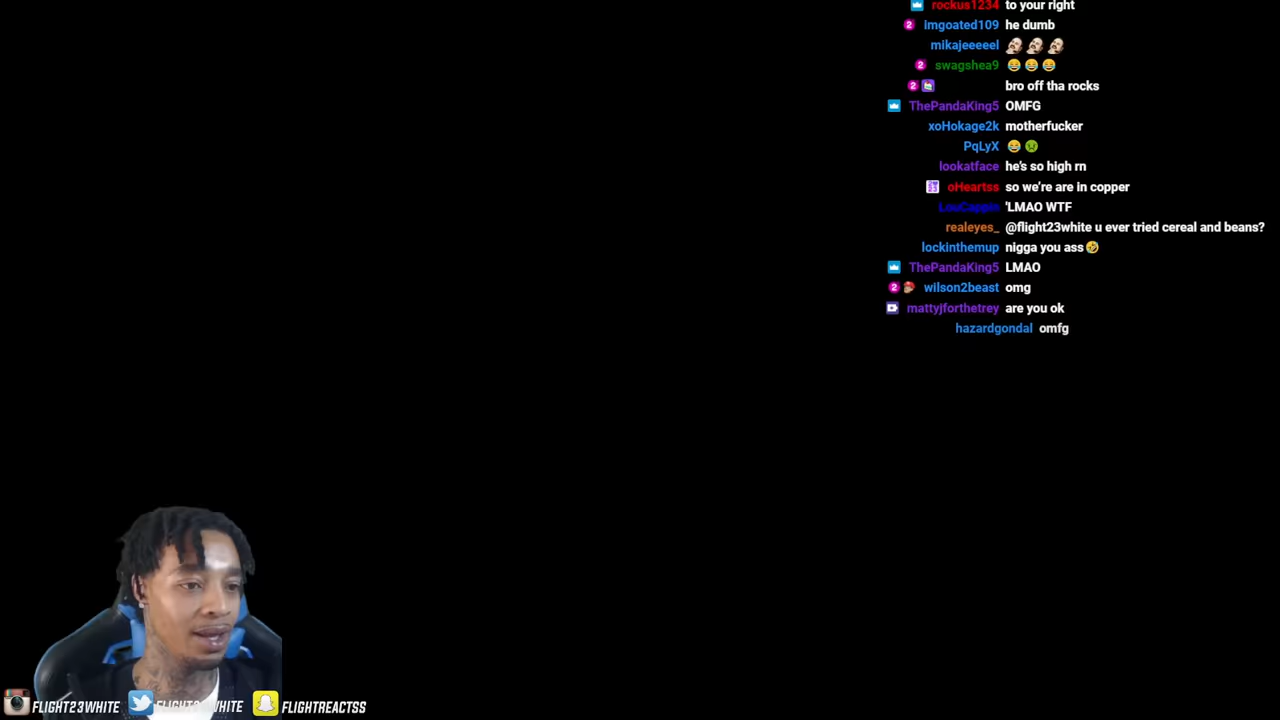 rockus1234 to your right
imgoated109 he dumb
mikajeeeeel
swagshea9
bro off tha rocks
ThePandaKing5 OMFG
xoHokage2k motherfucker
PqLyX
lookatface he's so high rn
oHeartss so we're are in copper
LouCappin 'LMAO WTF
realeyes_ @flight23white u ever tried cereal and beans?
lockinthemup nigga you ass
ThePandaKing5 LMAO
wilson2beast omg
mattyjforthetrey are you ok
hazardgondal omfg
FLIGHT23WHITE FLIGHT23WHITE FLIGHTREACTSS